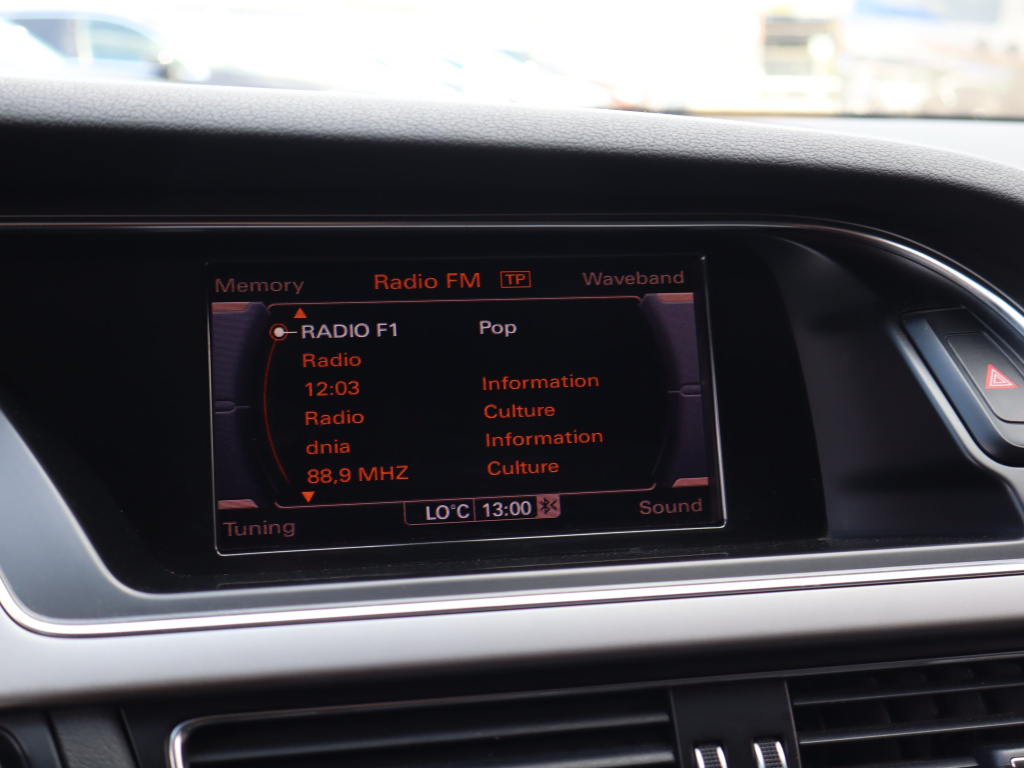 Memory Radio FM TP Waveband
RADIO F1 Pop
Radio
12:03 Information
Radio Culture
dnia Information
88,9 MHZ Culture
LO°C 13:00
Tuning Sound